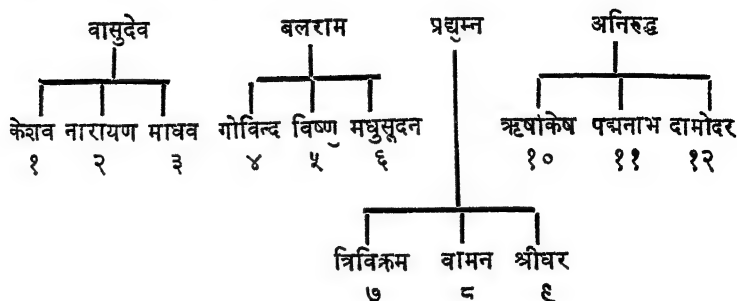 वासुदेव बलराम प्रद्युम्न अनिरुद्ध
केशव नारायण माधव गोविन्द विष्णु मधुसूदन ऋषीकेष पद्मनाभ दामोदर
१ २ ३ ४ ५ ६ १० ११ १२
त्रिविक्रम वामन श्रीधर
७ ८ ९